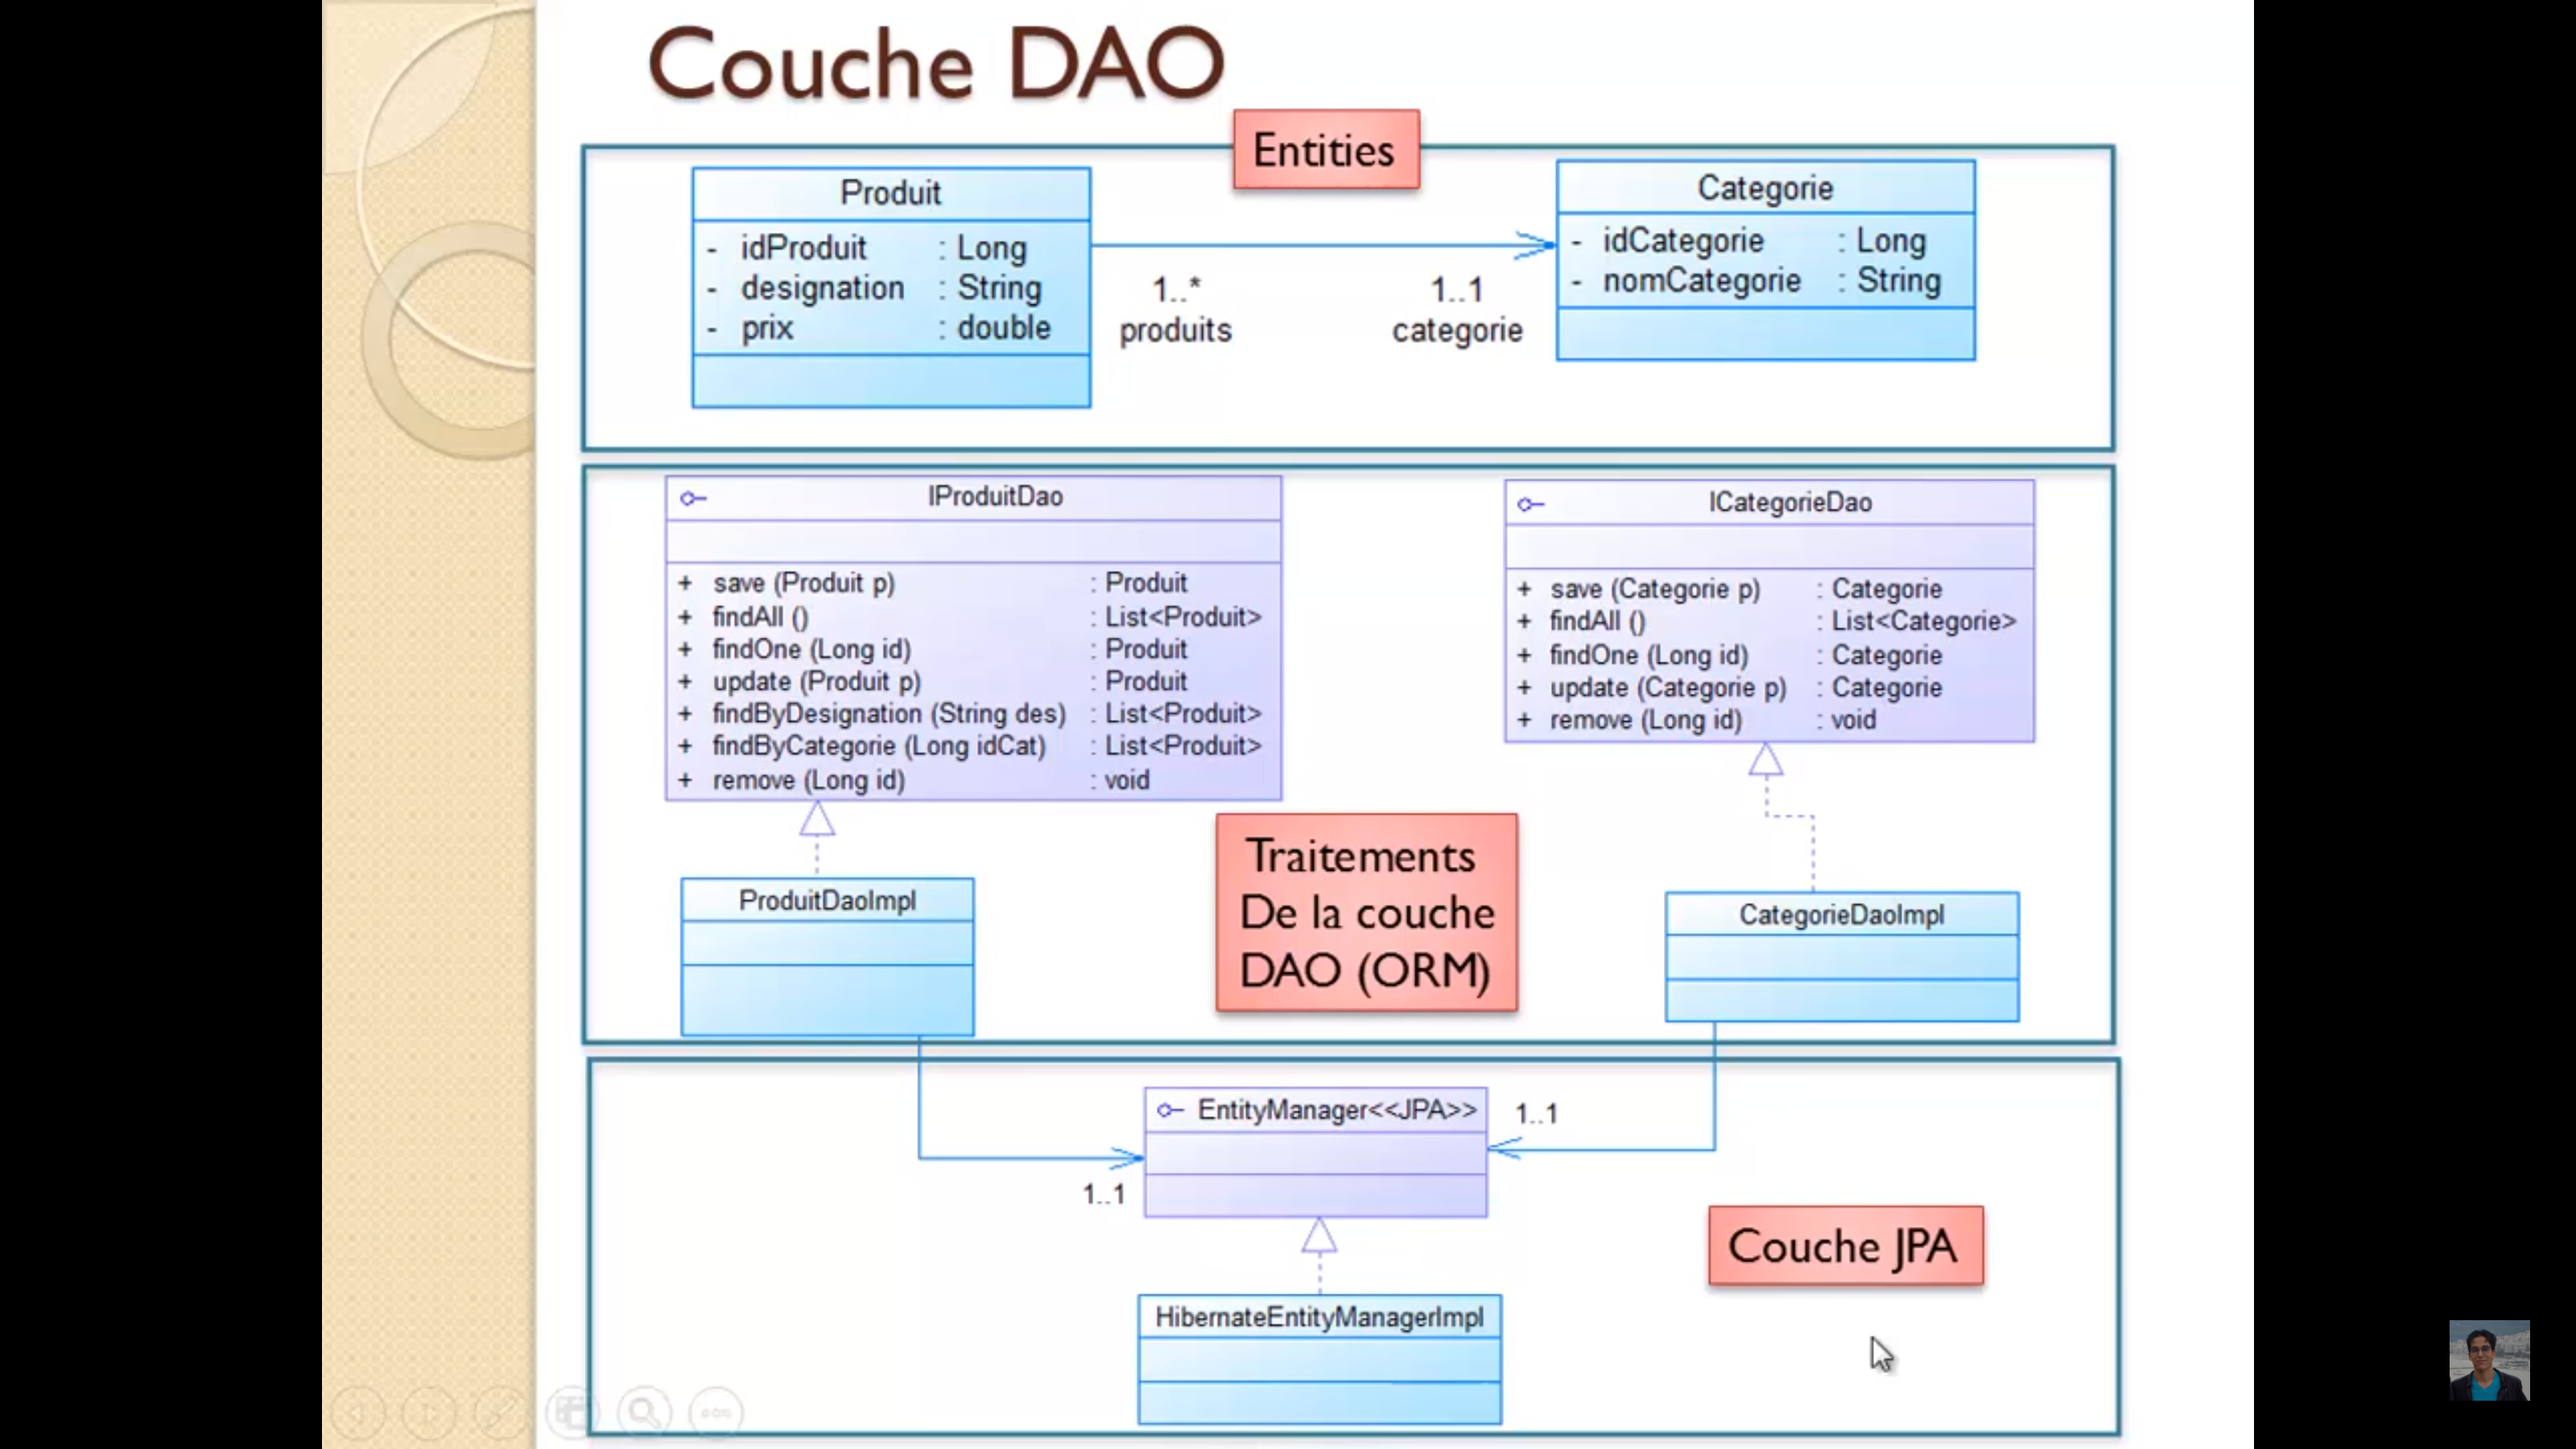 Couche DAO
Entities
Produit
- idProduit : Long
- designation : String
- prix : double
1..*
produits
1..1
categorie
Categorie
- idCategorie : Long
- nomCategorie : String
IProduitDao
+ save (Produit p) : Produit
+ findAll () : List<Produit>
+ findOne (Long id) : Produit
+ update (Produit p) : Produit
+ findByDesignation (String des) : List<Produit>
+ findByCategorie (Long idCat) : List<Produit>
+ remove (Long id) : void
ICategorieDao
+ save (Categorie p) : Categorie
+ findAll () : List<Categorie>
+ findOne (Long id) : Categorie
+ update (Categorie p) : Categorie
+ remove (Long id) : void
Traitements
De la couche
DAO (ORM)
ProduitDaoImpl
CategorieDaoImpl
EntityManager<<JPA>>
1..1
1..1
Couche JPA
HibernateEntityManagerImpl